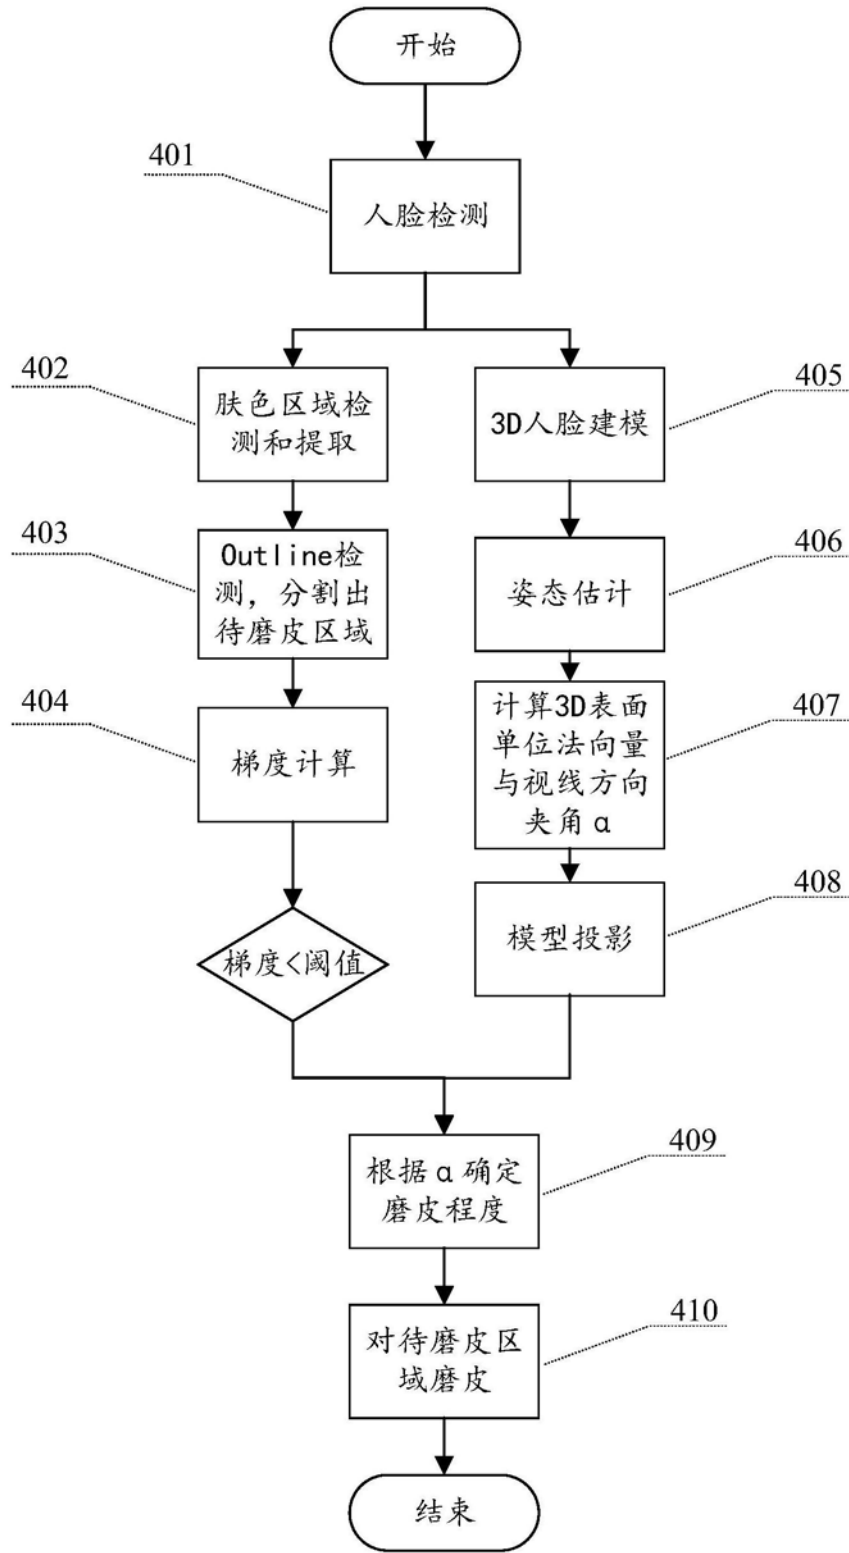 开始
401
人脸检测
402
肤色区域检
测和提取
403
Outline检
测，分割出
待磨皮区域
404
梯度计算
梯度<阈值
405
3D人脸建模
406
姿态估计
407
计算3D表面
单位法向量
与视线方向
夹角α
408
模型投影
409
根据α确定
磨皮程度
410
对待磨皮区
域磨皮
结束